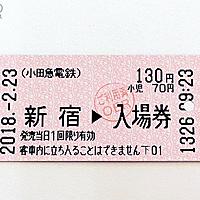 (小田急電鉄) 130円
小児 70円
新宿▶入場券
発売当日1回限り有効
客車内に立ち入ることはできません 下01
2018.-2.23
1326 09:23